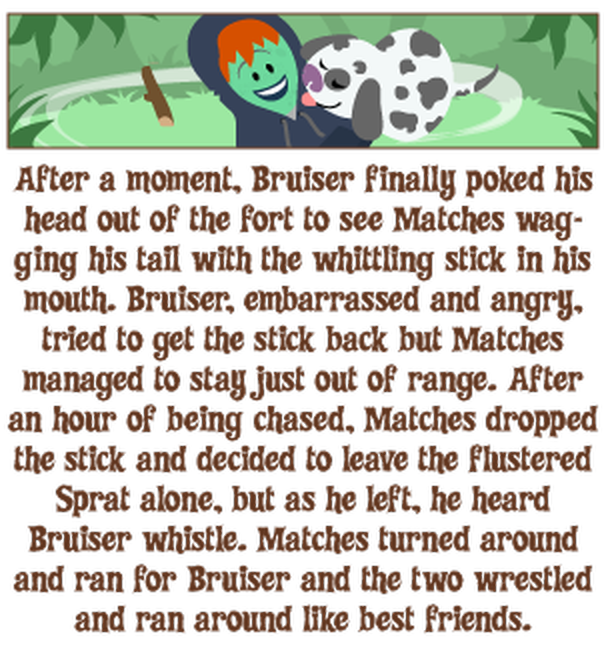 After a moment, Bruiser finally poked his
head out of the fort to see Matches wag-
ging his tail with the whittling stick in his
mouth. Bruiser, embarrassed and angry,
tried to get the stick back but Matches
managed to stay just out of range. After
an hour of being chased, Matches dropped
the stick and decided to leave the flustered
Sprat alone, but as he left, he heard
Bruiser whistle. Matches turned around
and ran for Bruiser and the two wrestled
and ran around like best friends.